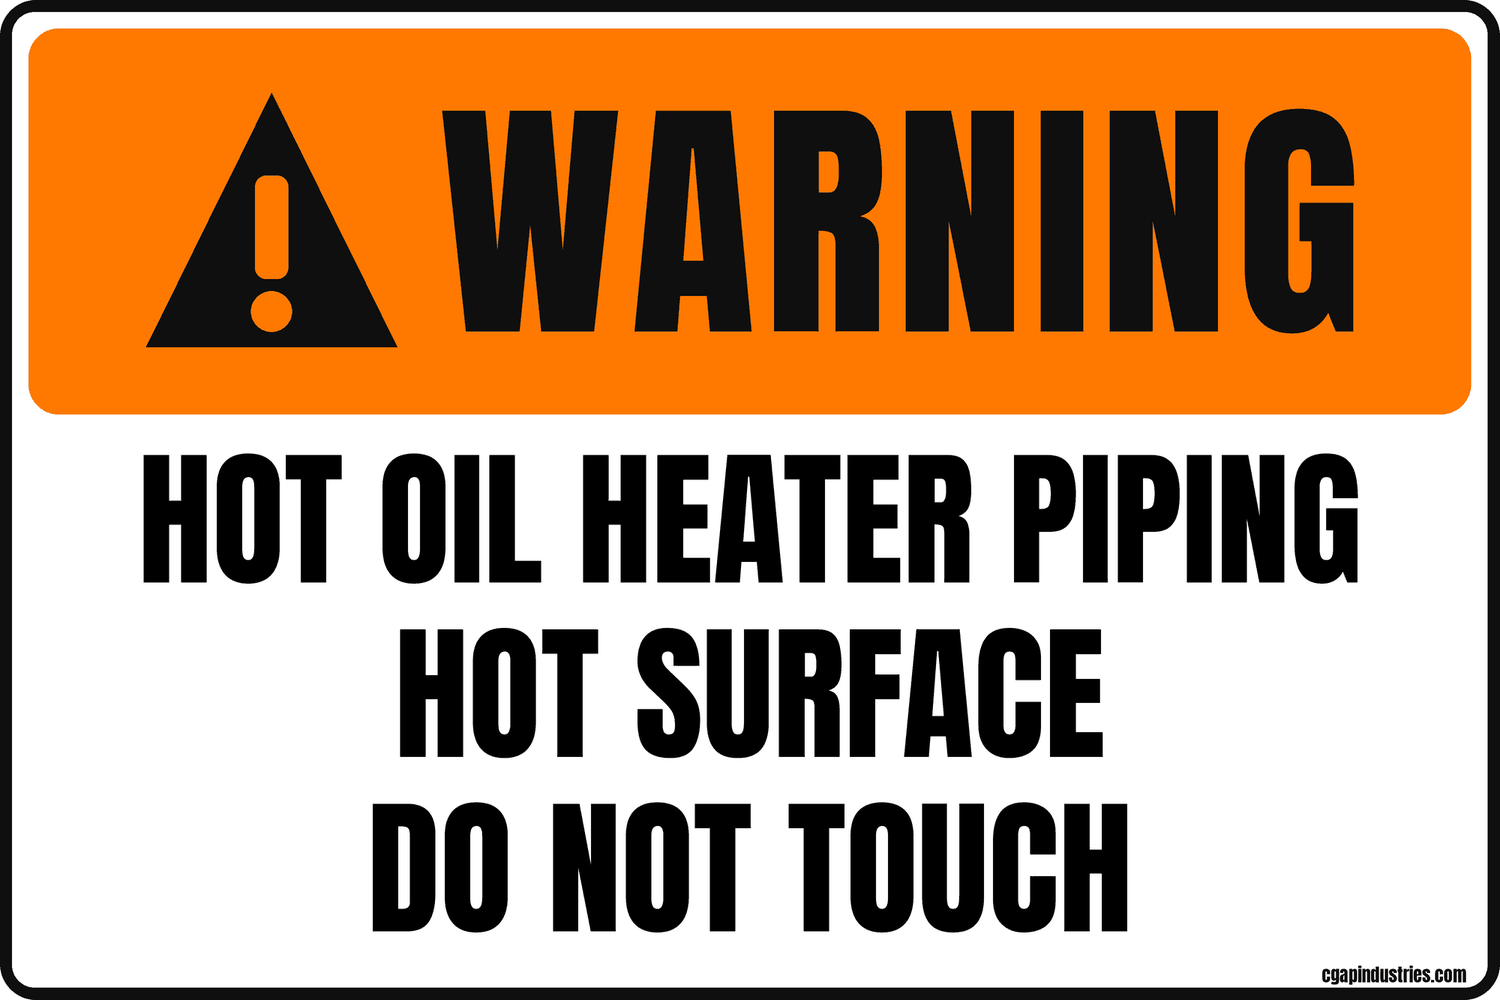 WARNING
HOT OIL HEATER PIPING
HOT SURFACE
DO NOT TOUCH
cgapindustries.com